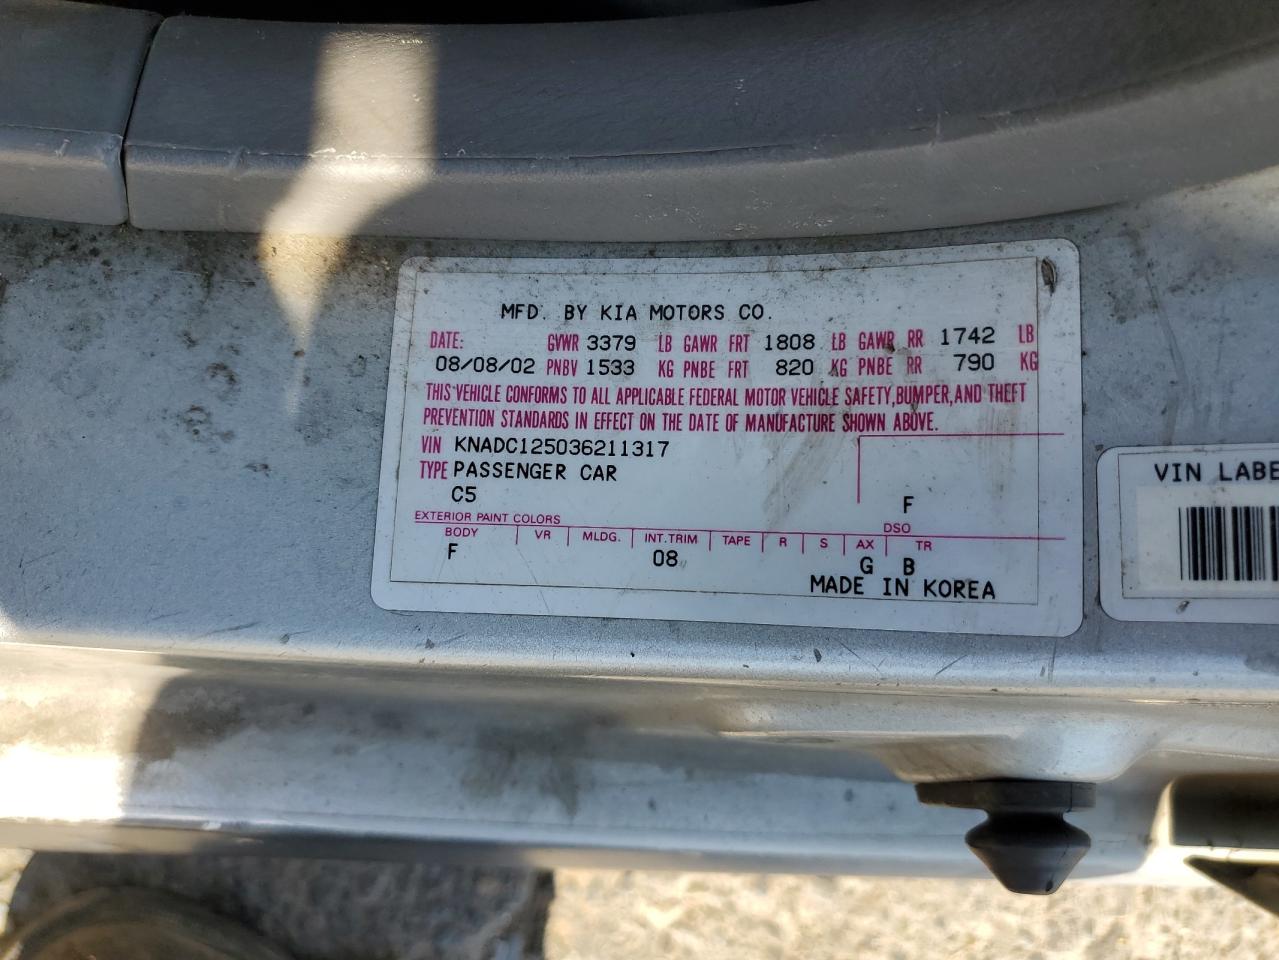 MFD. BY KIA MOTORS CO.
DATE: GVWR 3379 LB GAWR FRT 1808 LB GAWR RR 1742 LB
08/08/02 PNBV 1533 KG PNBE FRT 820 KG PNBE RR 790 KG
THIS VEHICLE CONFORMS TO ALL APPLICABLE FEDERAL MOTOR VEHICLE SAFETY, BUMPER, AND THEFT
PREVENTION STANDARDS IN EFFECT ON THE DATE OF MANUFACTURE SHOWN ABOVE.
VIN KNADC125036211317
TYPE PASSENGER CAR
C5 F
EXTERIOR PAINT COLORS DSO
BODY VR MLDG. INT.TRIM TAPE R S AX TR
F 08 G B
MADE IN KOREA
VIN LABE